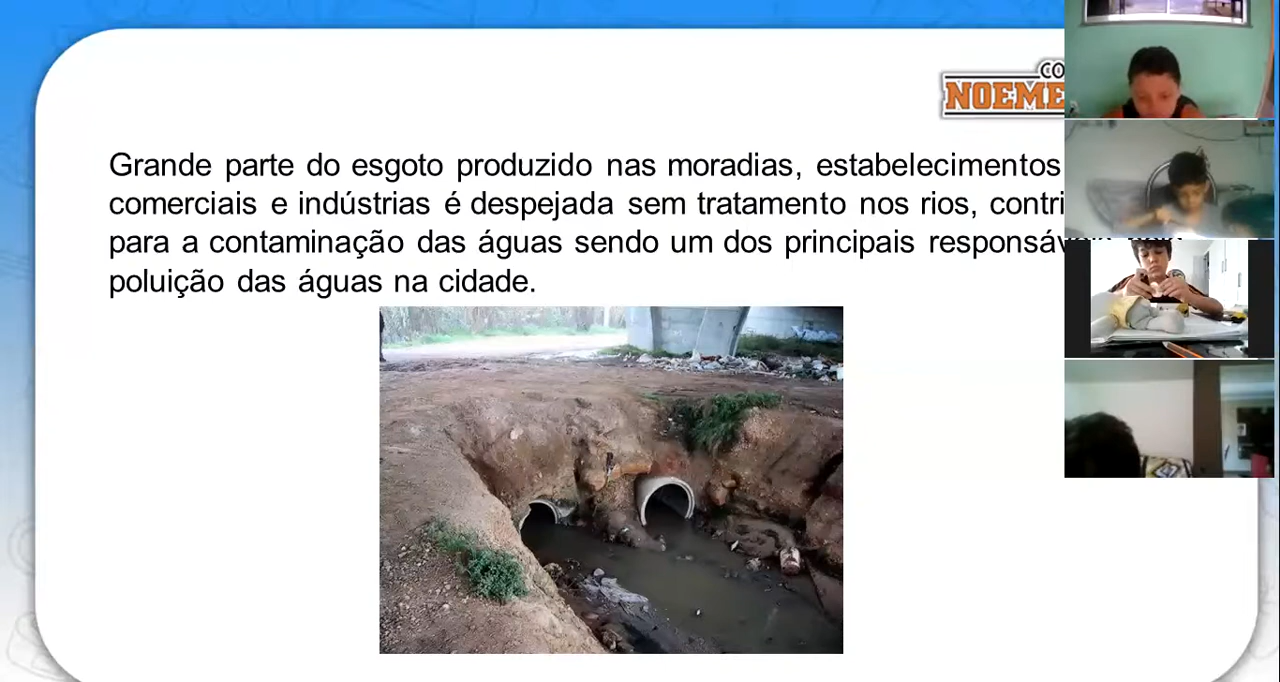 CO
NOEME
Grande parte do esgoto produzido nas moradias, estabelecimentos
comerciais e indústrias é despejada sem tratamento nos rios, contri
para a contaminação das águas sendo um dos principais
poluição das águas na cidade.